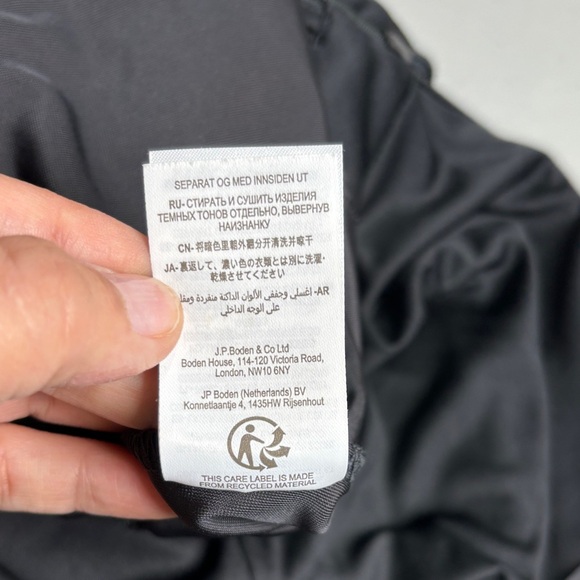 SEPARAT OG MED INNSIDEN UT
RU- СТИРАТЬ И СУШИТЬ ИЗДЕЛИЯ
ТЕМНЫХ ТОНОВ ОТДЕЛЬНО, ВЫВЕРНУВ
НАИЗНАНКУ
CN- 将暗色里朝外翻分开清洗并晾干
JA- 裏返して、濃い色の衣類とは別に洗濯・
乾燥させてください
AR- اغسلي وجففي الألوان الداكنة منفردة
على الوجه الداخلي
J.P.Boden & Co Ltd
Boden House, 114-120 Victoria Road,
London, NW10 6NY
JP Boden (Netherlands) BV
Konnetlaantje 4, 1435HW Rijsenhout
THIS CARE LABEL IS MADE
FROM RECYCLED MATERIAL